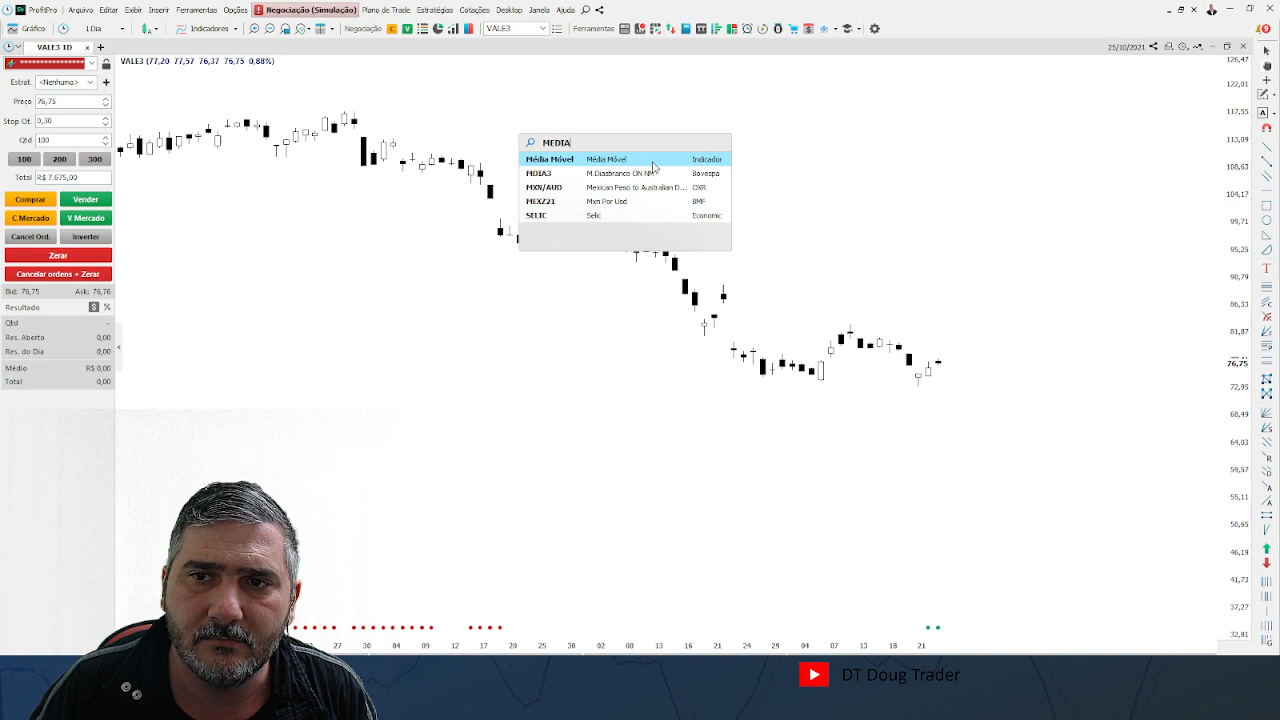 ProfitPro Arquivo Editar Exibir Inserir Ferramentas Opções Negociação (Simulação) Plano de Trade Estratégias Cotações Desktop Janela Ajuda
Gráfico 1 Dia Indicadores Negociação C V VALE3 Ferramentas
VALE3 1D
25/10/2021
VALE3 (77,20 77,57 76,37 76,75 0,88%)
Estrat. <Nenhuma>
Preço 76,75
Stop Of. 0,30
Qtd 100
100 200 300
Total R$ 7.675,00
Comprar Vender
C Mercado V Mercado
Cancel Ord. Inverter
Zerar
Cancelar ordens + Zerar
Bid: 76,75 Ask: 76,76
Resultado $ %
Qtd -
Res. Aberto 0,00
Res. do Dia 0,00
Médio R$ 0,00
Total 0,00
MEDIA
Média Móvel Média Móvel Indicador
MDIA3 M.Diasbranco ON NM Bovespa
MXN/AUD Mexican Peso to Australian D... OXR
MEXZ21 Mxn Por Usd BMF
SELIC Selic Economic
126,47
122,01
117,55
113,09
108,63
104,17
99,71
95,25
90,79
86,33
81,87
76,75
72,95
68,49
64,03
59,57
55,11
50,65
46,19
41,73
37,27
32,81
27 30 04 09 12 17 20 25 30 02 08 13 16 21 24 29 04 13 18 21
DT Doug Trader